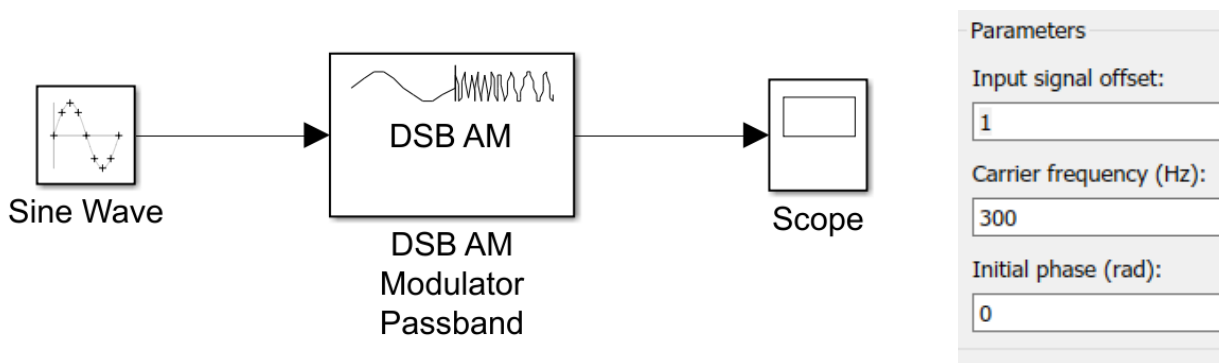 DSB AM
Sine Wave
DSB AM
Modulator
Passband
Scope
Parameters
Input signal offset:
1
Carrier frequency (Hz):
300
Initial phase (rad):
0